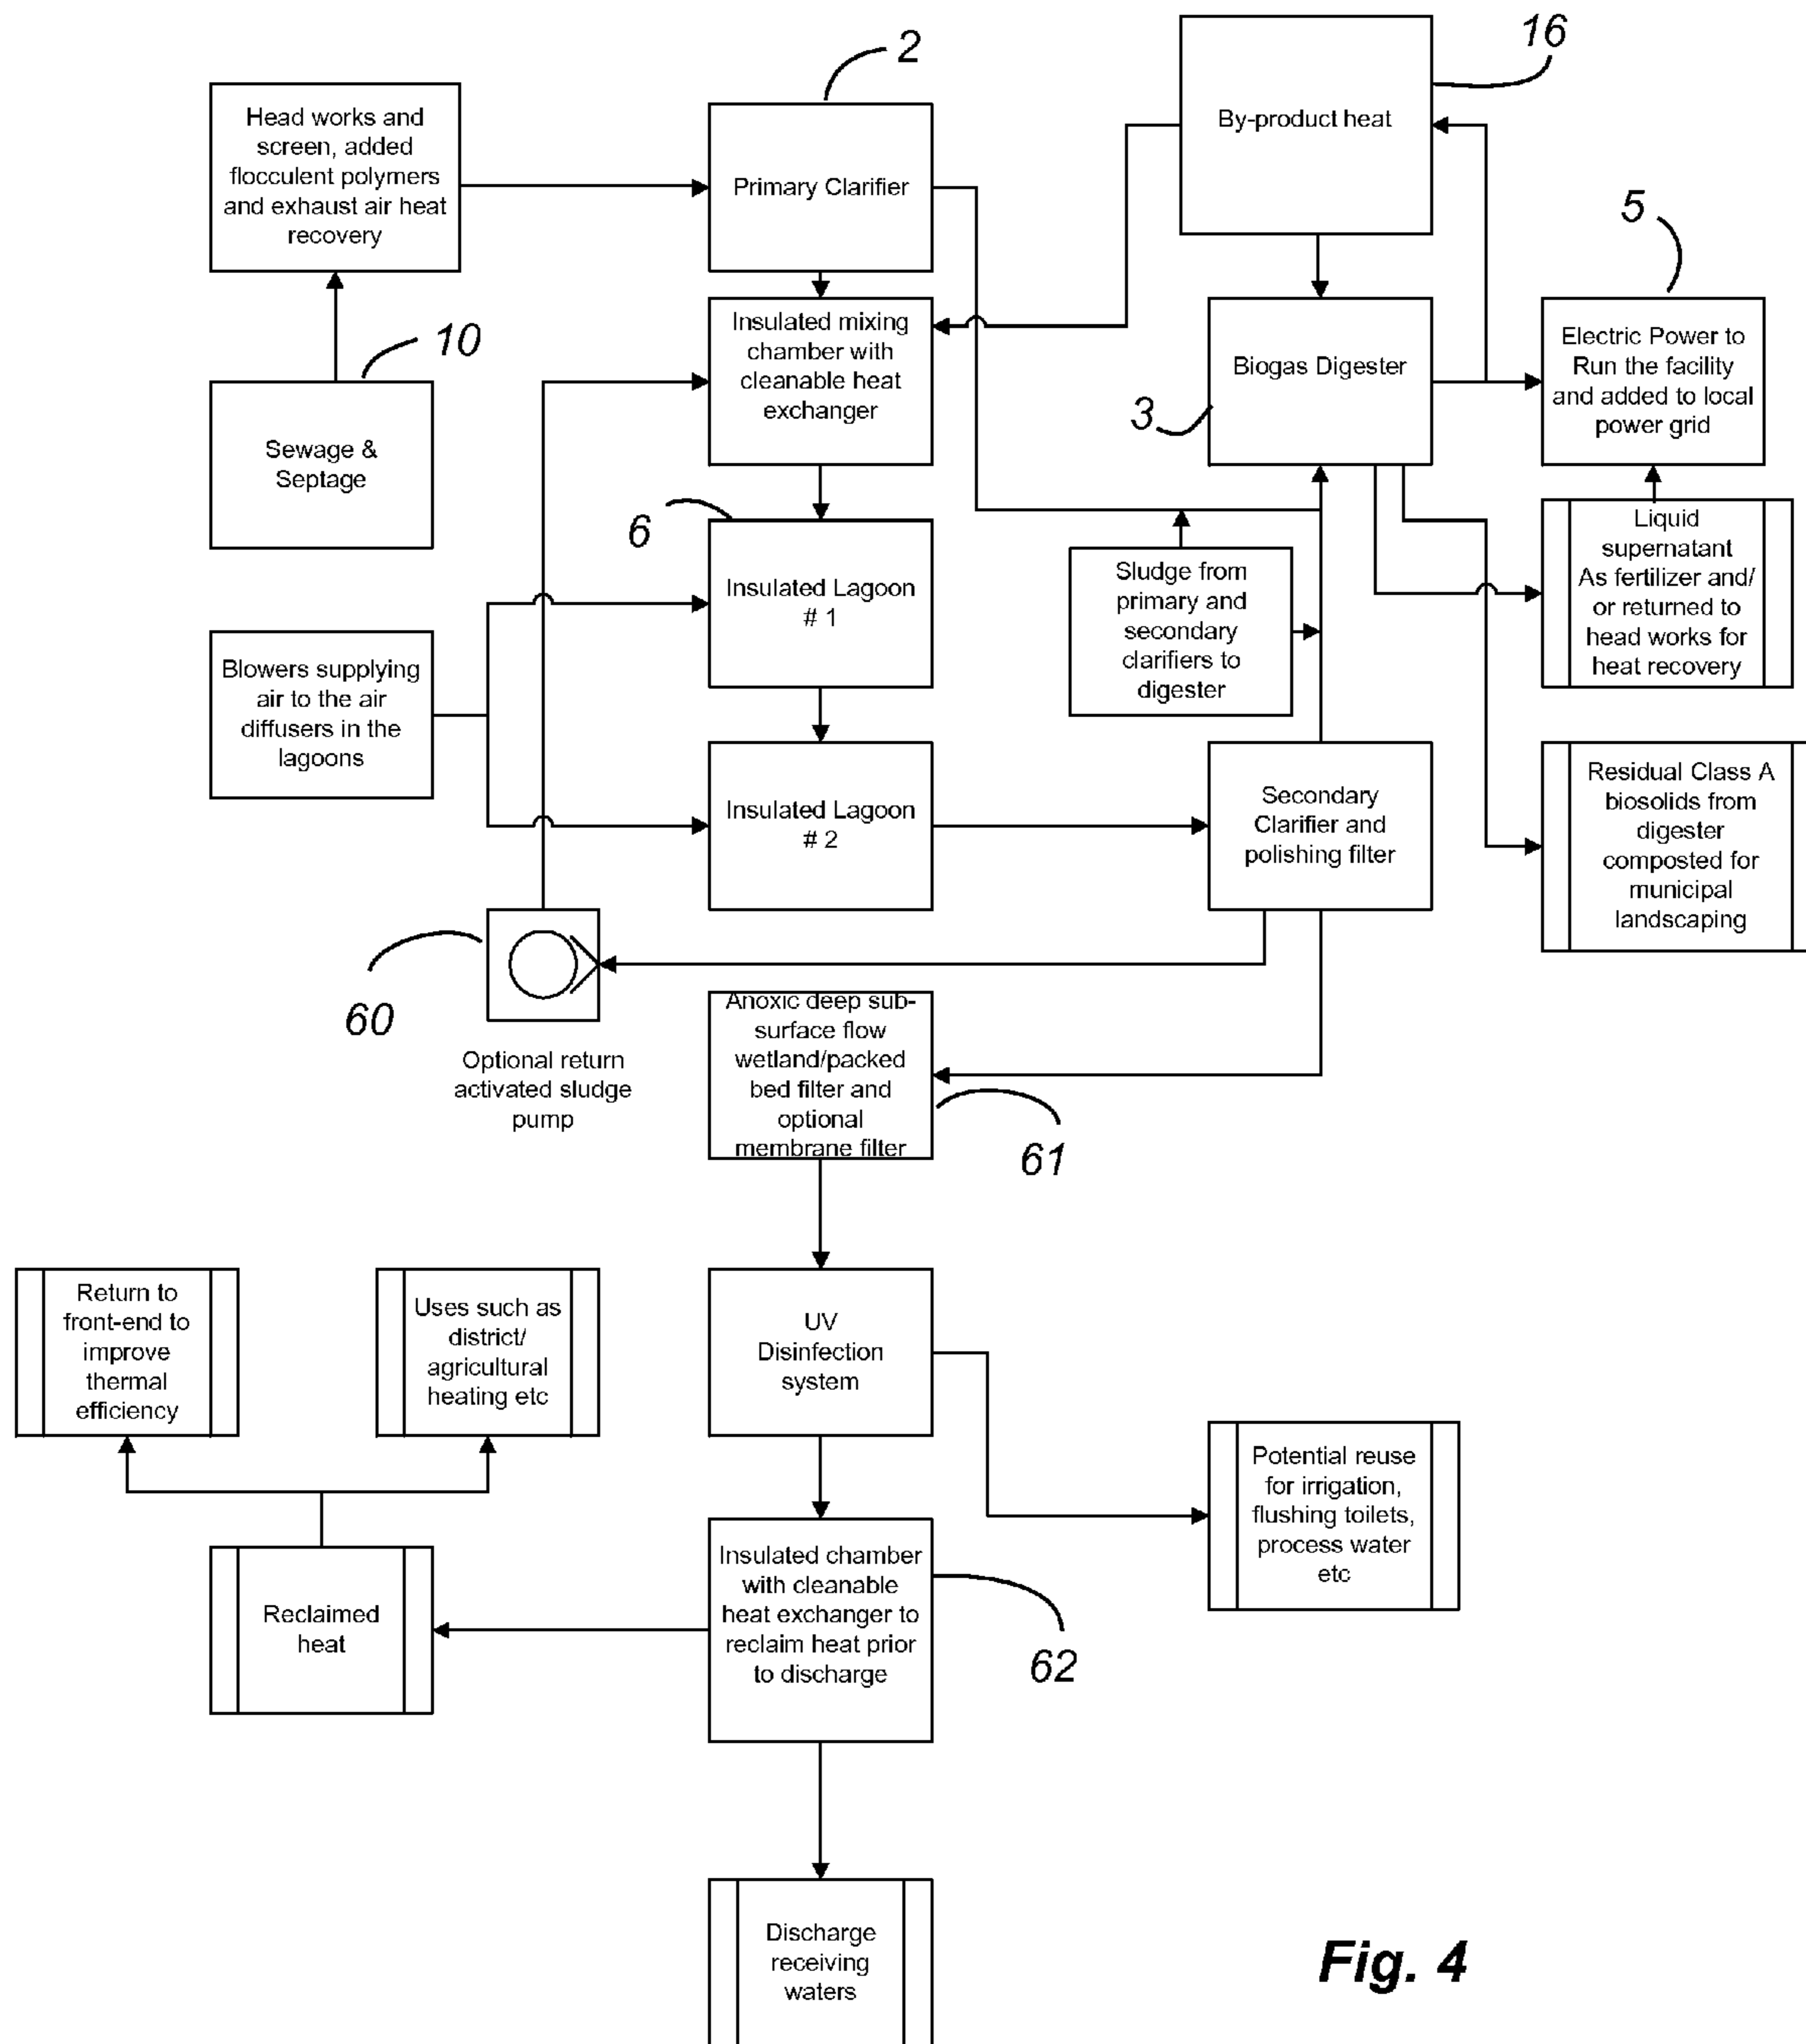 2
16
Head works and
screen, added
flocculent polymers
and exhaust air heat
recovery
Primary Clarifier
By-product heat
5
10
Sewage &
Septage
Insulated mixing
chamber with
cleanable heat
exchanger
Biogas Digester
3
Electric Power to
Run the facility
and added to local
power grid
6
Insulated Lagoon
# 1
Sludge from
primary and
secondary
clarifiers to
digester
Liquid
supernatant
As fertilizer and/
or returned to
head works for
heat recovery
Blowers supplying
air to the air
diffusers in the
lagoons
Insulated Lagoon
# 2
Secondary
Clarifier and
polishing filter
Residual Class A
biosolids from
digester
composted for
municipal
landscaping
60
Optional return
activated sludge
pump
Anoxic deep sub-
surface flow
wetland/packed
bed filter and
optional
membrane filter
61
Return to
front-end to
improve
thermal
efficiency
Uses such as
district/
agricultural
heating etc
UV
Disinfection
system
Potential reuse
for irrigation,
flushing toilets,
process water
etc
Reclaimed
heat
Insulated chamber
with cleanable
heat exchanger to
reclaim heat prior
to discharge
62
Discharge
receiving
waters
Fig. 4